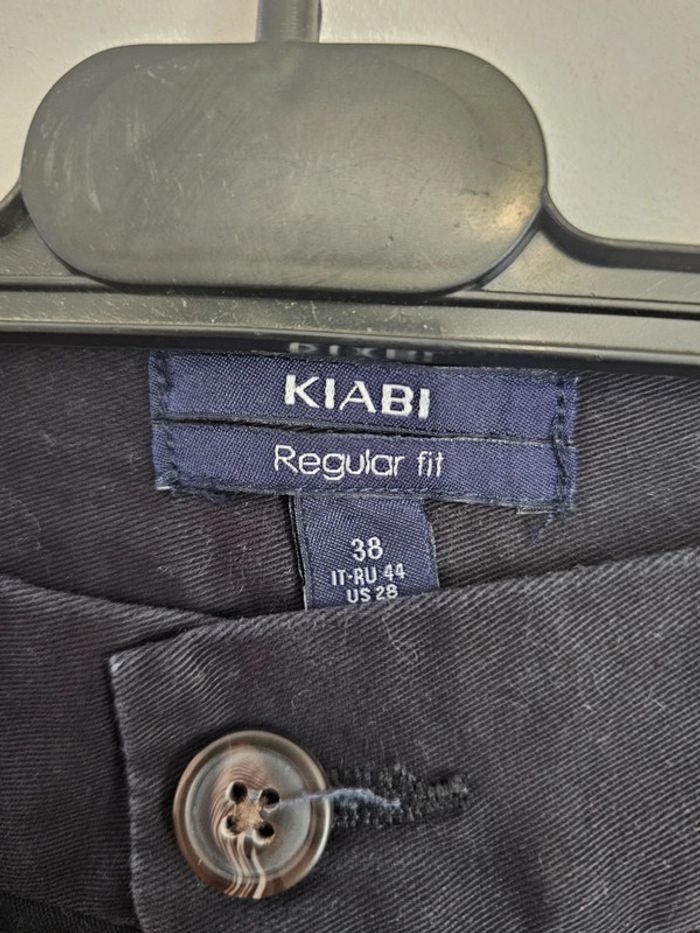 KIABI
Regular fit
38
IT-RU 44
US 28